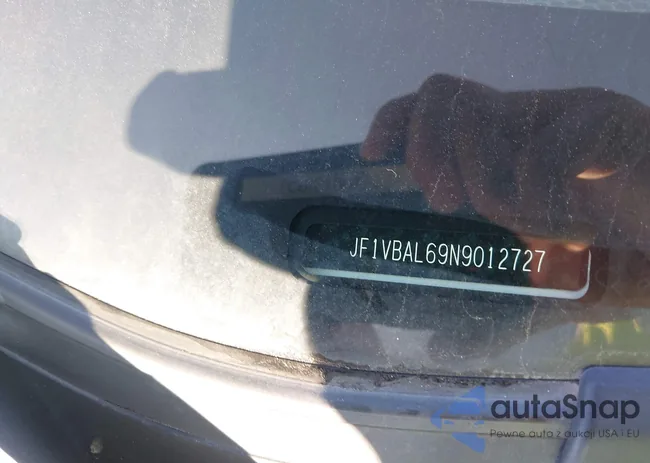 JF1VBAL69N9012727
autaSnap
Pewne auta z aukcji USA i EU